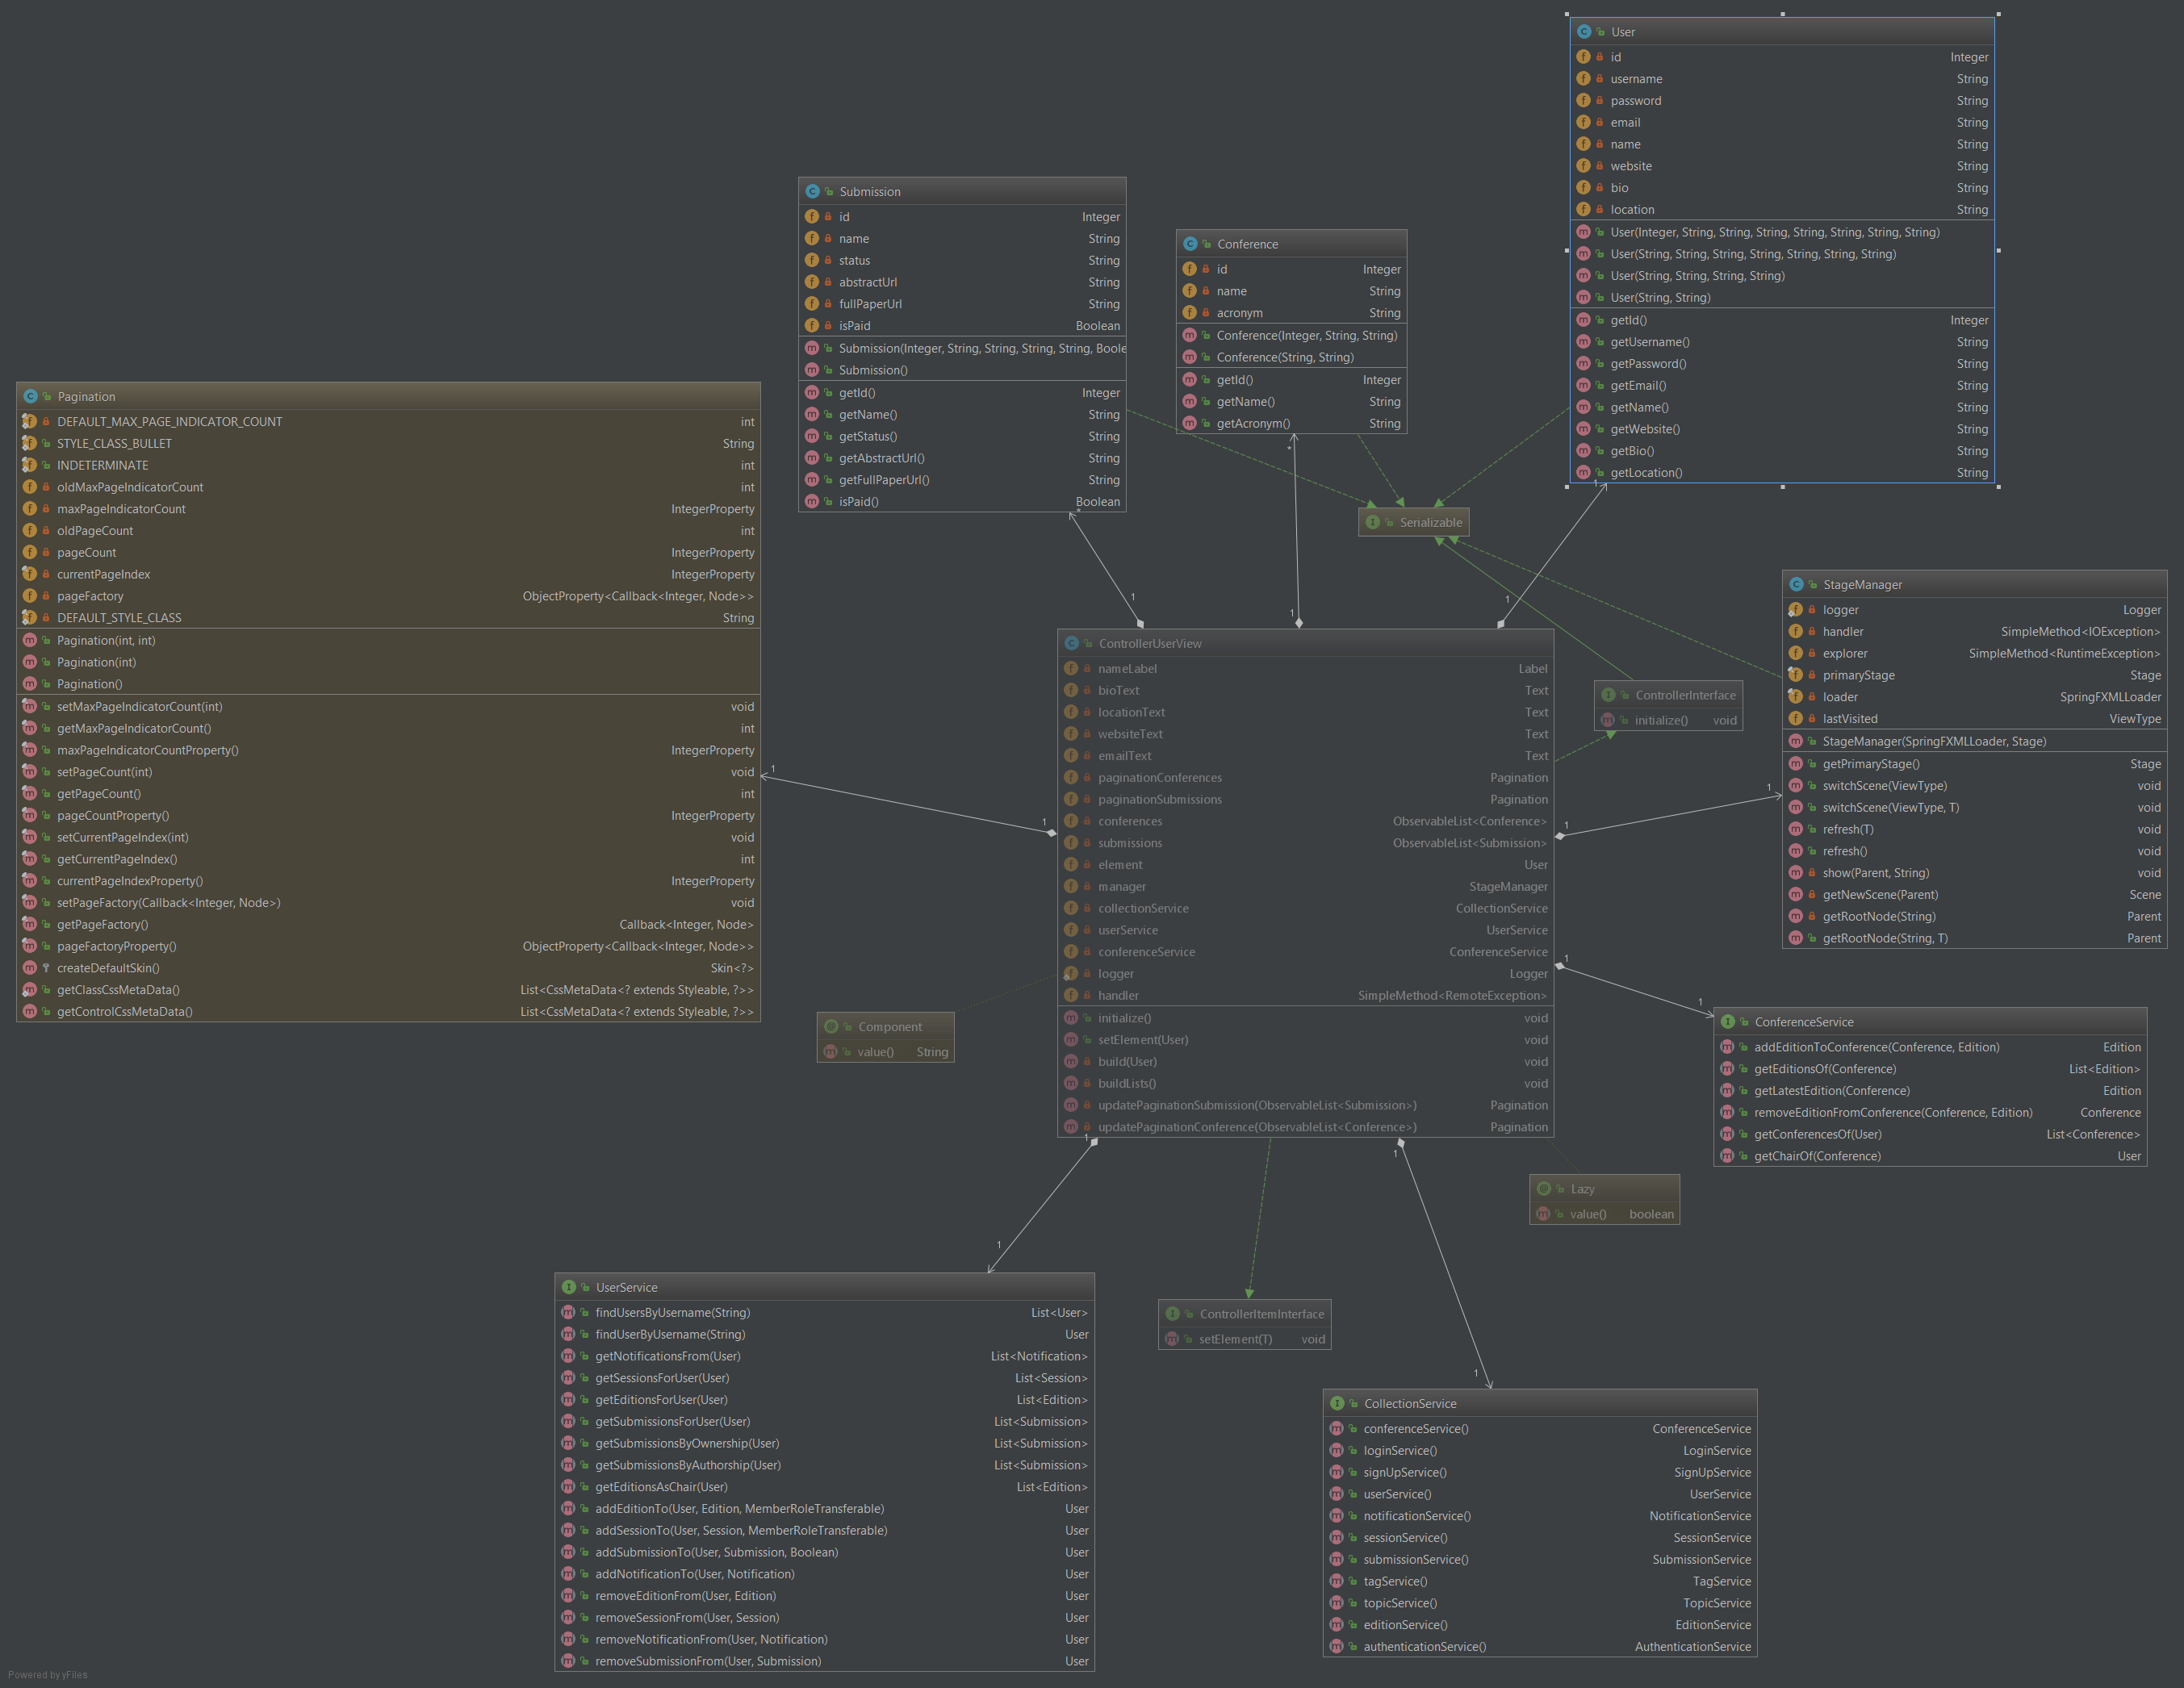 User
id Integer
username String
password String
email String
name String
website String
bio String
location String
User(Integer, String, String, String, String, String, String, String)
User(String, String, String, String, String, String, String)
User(String, String, String, String)
User(String, String)
getId() Integer
getUsername() String
getPassword() String
getEmail() String
getName() String
getWebsite() String
getBio() String
getLocation() String
Submission
id Integer
name String
status String
abstractUrl String
fullPaperUrl String
isPaid Boolean
Submission(Integer, String, String, String, String, Boole
Submission()
getId() Integer
getName() String
getStatus() String
getAbstractUrl() String
getFullPaperUrl() String
isPaid() Boolean
Conference
id Integer
name String
acronym String
Conference(Integer, String, String)
Conference(String, String)
getId() Integer
getName() String
getAcronym() String
Pagination
DEFAULT_MAX_PAGE_INDICATOR_COUNT int
STYLE_CLASS_BULLET String
INDETERMINATE int
oldMaxPageIndicatorCount int
maxPageIndicatorCount IntegerProperty
oldPageCount int
pageCount IntegerProperty
currentPageIndex IntegerProperty
pageFactory ObjectProperty<Callback<Integer, Node>>
DEFAULT_STYLE_CLASS String
Pagination(int, int)
Pagination(int)
Pagination()
setMaxPageIndicatorCount(int) void
getMaxPageIndicatorCount() int
maxPageIndicatorCountProperty() IntegerProperty
setPageCount(int) void
getPageCount() int
pageCountProperty() IntegerProperty
setCurrentPageIndex(int) void
getCurrentPageIndex() int
currentPageIndexProperty() IntegerProperty
setPageFactory(Callback<Integer, Node>) void
getPageFactory() Callback<Integer, Node>
pageFactoryProperty() ObjectProperty<Callback<Integer, Node>>
createDefaultSkin() Skin<?>
getClassCssMetaData() List<CssMetaData<? extends Styleable, ?>>
getControlCssMetaData() List<CssMetaData<? extends Styleable, ?>>
Serializable
StageManager
logger Logger
handler SimpleMethod<IOException>
explorer SimpleMethod<RuntimeException>
primaryStage Stage
loader SpringFXMLLoader
lastVisited ViewType
StageManager(SpringFXMLLoader, Stage)
getPrimaryStage() Stage
switchScene(ViewType) void
switchScene(ViewType, T) void
refresh(T) void
refresh() void
show(Parent, String) void
getNewScene(Parent) Scene
getRootNode(String) Parent
getRootNode(String, T) Parent
ControllerUserView
nameLabel Label
bioText Text
locationText Text
websiteText Text
emailText Text
paginationConferences Pagination
paginationSubmissions Pagination
conferences ObservableList<Conference>
submissions ObservableList<Submission>
element User
manager StageManager
collectionService CollectionService
userService UserService
conferenceService ConferenceService
logger Logger
handler SimpleMethod<RemoteException>
initialize() void
setElement(User) void
build(User) void
buildLists() void
updatePaginationSubmission(ObservableList<Submission>) Pagination
updatePaginationConference(ObservableList<Conference>) Pagination
ControllerInterface
initialize() void
Component
value() String
ConferenceService
addEditionToConference(Conference, Edition) Edition
getEditionsOf(Conference) List<Edition>
getLatestEdition(Conference) Edition
removeEditionFromConference(Conference, Edition) Conference
getConferencesOf(User) List<Conference>
getChairOf(Conference) User
Lazy
value() boolean
UserService
findUsersByUsername(String) List<User>
findUserByUsername(String) User
getNotificationsFrom(User) List<Notification>
getSessionsForUser(User) List<Session>
getEditionsForUser(User) List<Edition>
getSubmissionsForUser(User) List<Submission>
getSubmissionsByOwnership(User) List<Submission>
getSubmissionsByAuthorship(User) List<Submission>
getEditionsAsChair(User) List<Edition>
addEditionTo(User, Edition, MemberRoleTransferable) User
addSessionTo(User, Session, MemberRoleTransferable) User
addSubmissionTo(User, Submission, Boolean) User
addNotificationTo(User, Notification) User
removeEditionFrom(User, Edition) User
removeSessionFrom(User, Session) User
removeNotificationFrom(User, Notification) User
removeSubmissionFrom(User, Submission) User
ControllerItemInterface
setElement(T) void
CollectionService
conferenceService() ConferenceService
loginService() LoginService
signUpService() SignUpService
userService() UserService
notificationService() NotificationService
sessionService() SessionService
submissionService() SubmissionService
tagService() TagService
topicService() TopicService
editionService() EditionService
authenticationService() AuthenticationService
Powered by yFiles